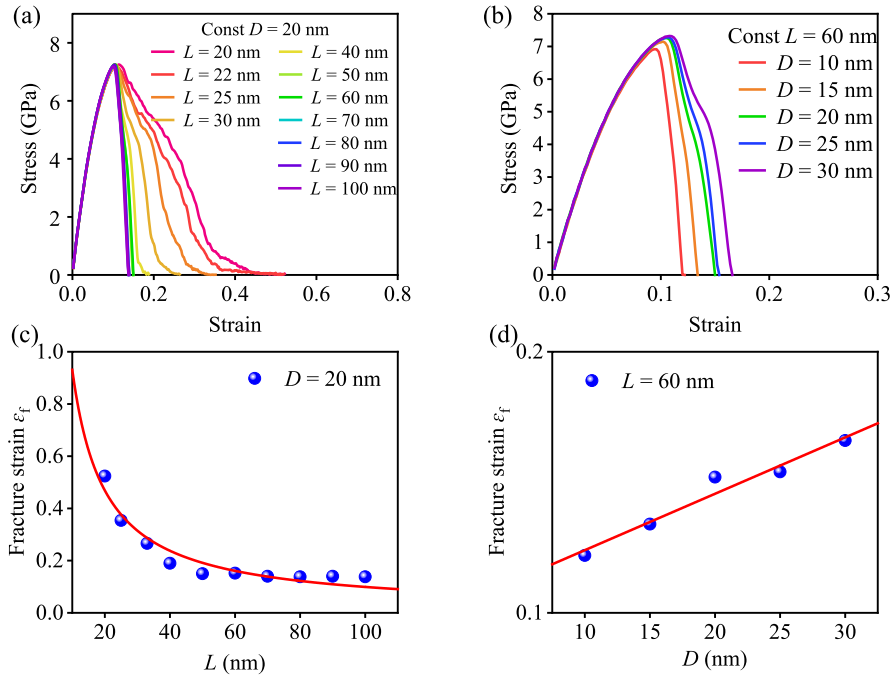 (a)
Const D = 20 nm
L = 20 nm
L = 22 nm
L = 25 nm
L = 30 nm
L = 40 nm
L = 50 nm
L = 60 nm
L = 70 nm
L = 80 nm
L = 90 nm
L = 100 nm
Stress (GPa)
8
6
4
2
0
0.0 0.2 0.4 0.6 0.8
Strain
(b)
Const L = 60 nm
D = 10 nm
D = 15 nm
D = 20 nm
D = 25 nm
D = 30 nm
Stress (GPa)
8
7
6
5
4
3
2
1
0
0.0 0.1 0.2 0.3
Strain
(c)
D = 20 nm
Fracture strain εf
1.0
0.8
0.6
0.4
0.2
0.0
20 40 60 80 100
L (nm)
(d)
L = 60 nm
Fracture strain εf
0.2
0.1
10 15 20 25 30
D (nm)